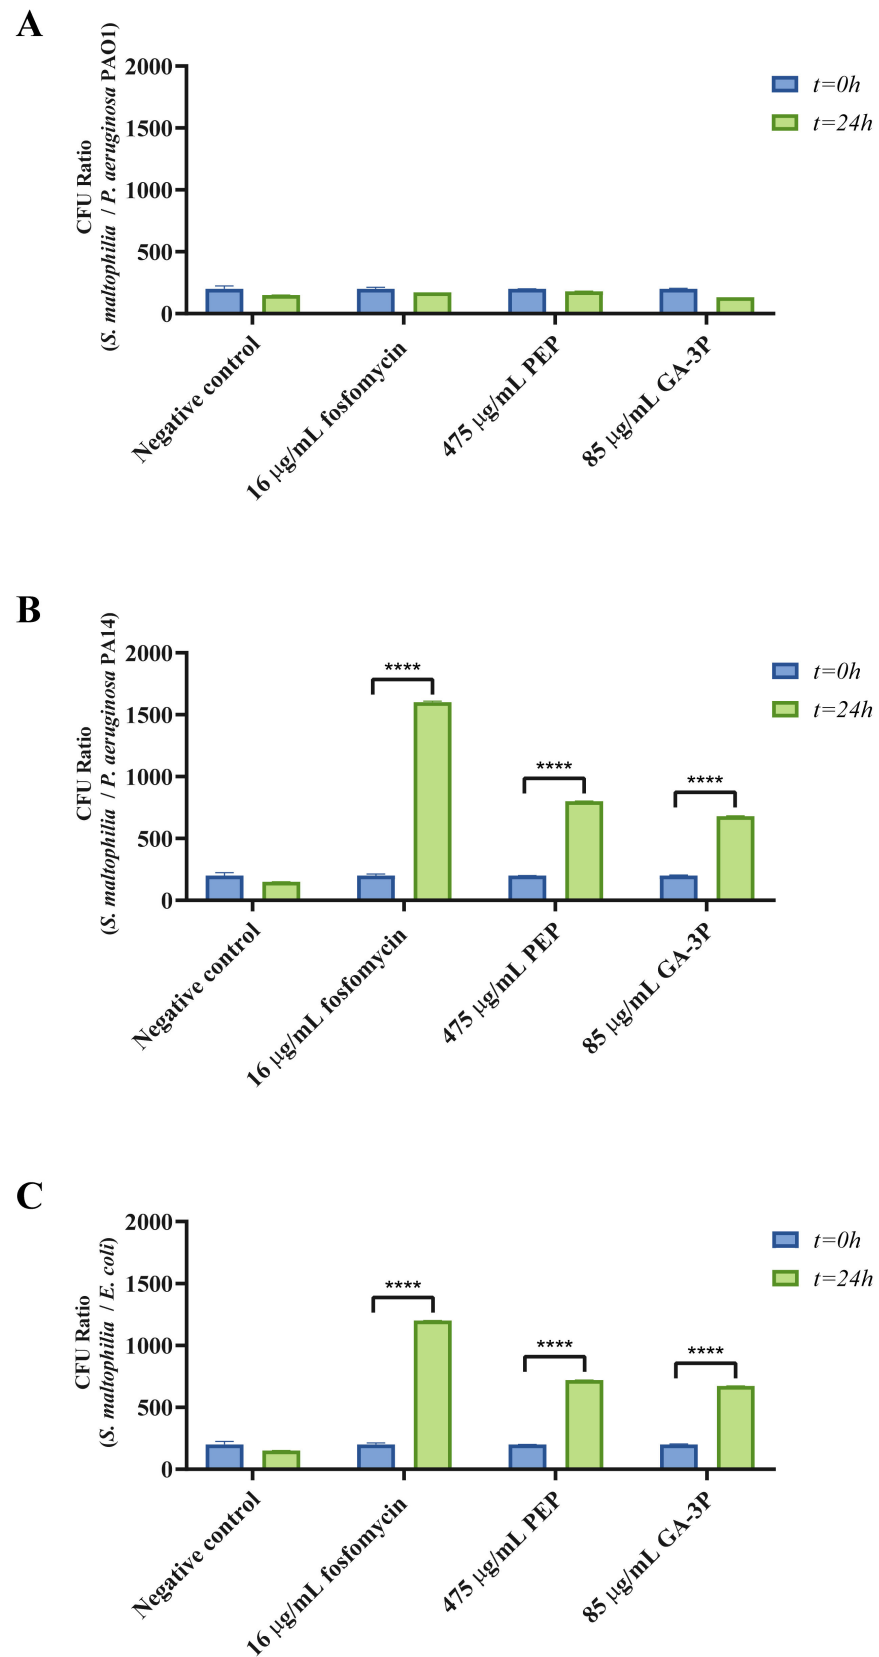 A
CFU Ratio
(S. maltophilia / P. aeruginosa PAO1)
2000
1500
1000
500
0
t=0h
t=24h
Negative control
16 μg/mL fosfomycin
475 μg/mL PEP
85 μg/mL GA-3P
B
CFU Ratio
(S. maltophilia / P. aeruginosa PA14)
2000
1500
1000
500
0
****
****
****
t=0h
t=24h
Negative control
16 μg/mL fosfomycin
475 μg/mL PEP
85 μg/mL GA-3P
C
CFU Ratio
(S. maltophilia / E. coli)
2000
1500
1000
500
0
****
****
****
t=0h
t=24h
Negative control
16 μg/mL fosfomycin
475 μg/mL PEP
85 μg/mL GA-3P